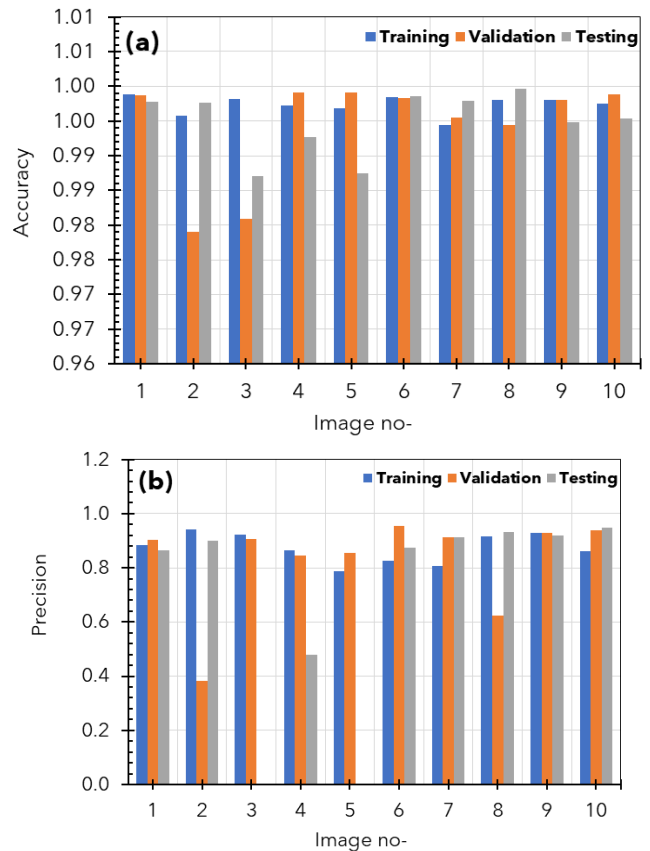 1.01
(a)
Training Validation Testing
1.01
1.00
1.00
0.99
0.99
0.98
0.98
0.97
0.97
0.96
Accuracy
1 2 3 4 5 6 7 8 9 10
Image no-
1.2
(b)
Training Validation Testing
1.0
0.8
0.6
0.4
0.2
0.0
Precision
1 2 3 4 5 6 7 8 9 10
Image no-